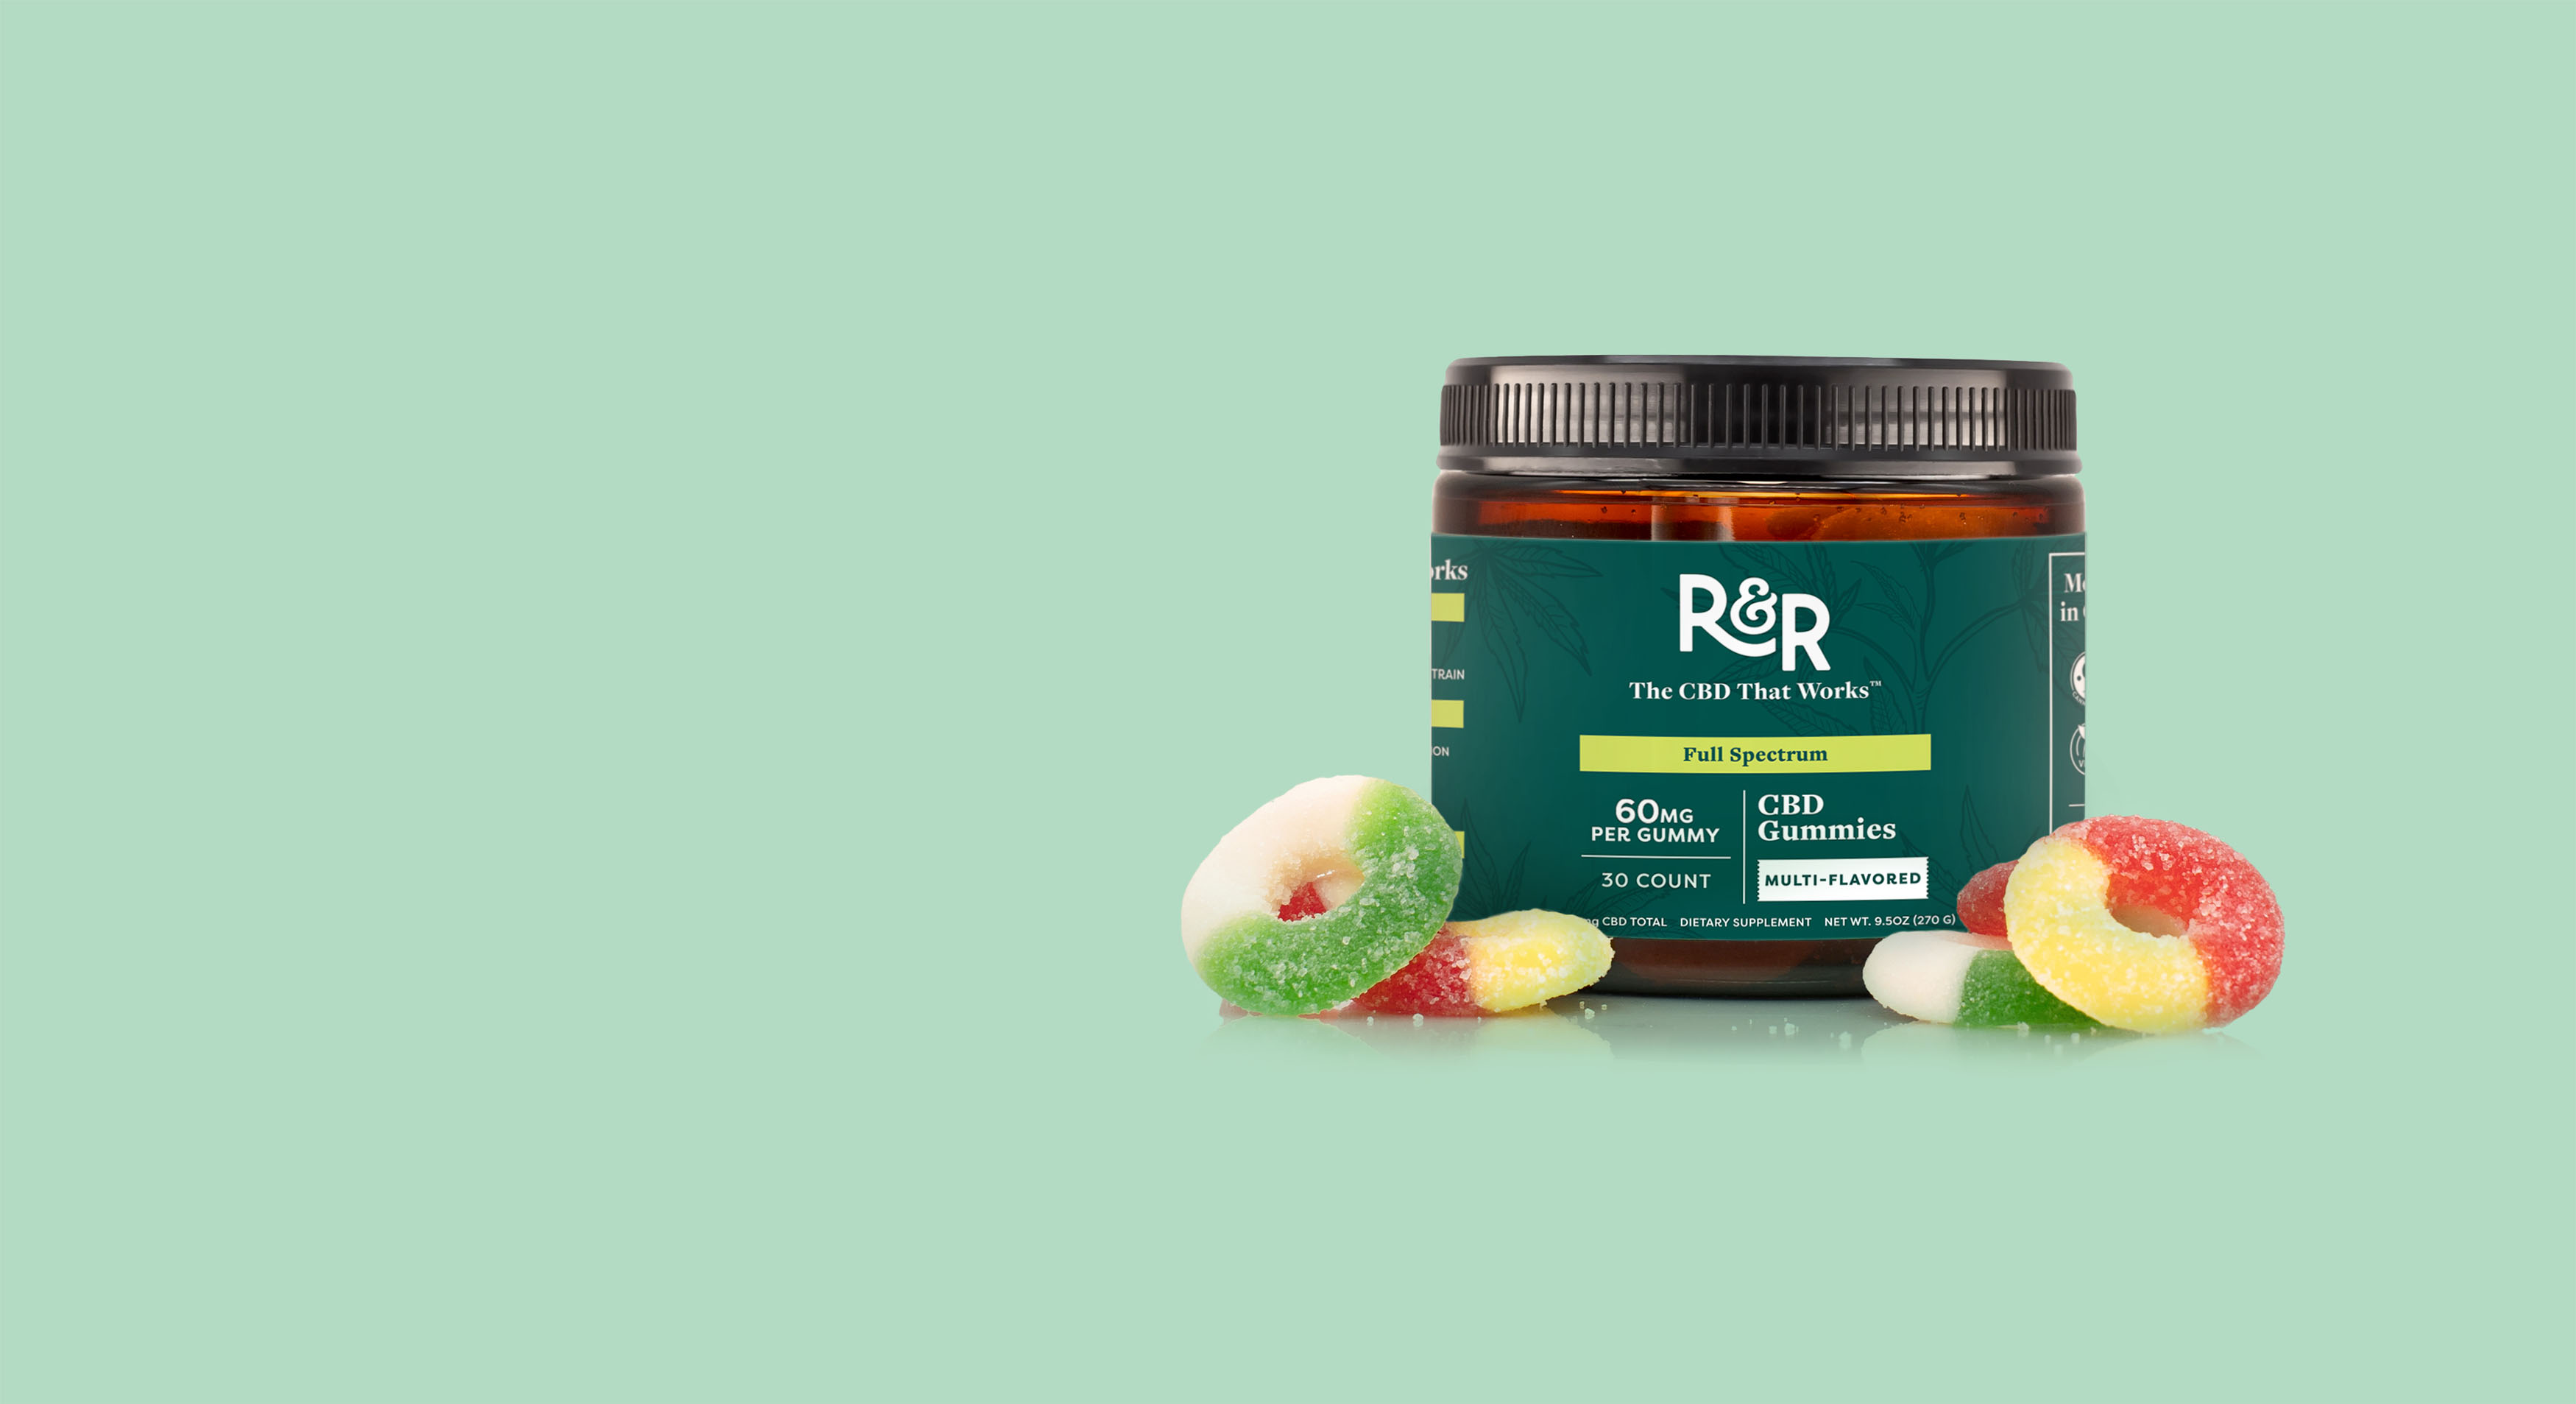 R&R
The CBD That Works™
Full Spectrum
60MG
PER GUMMY
30 COUNT
CBD
Gummies
MULTI-FLAVORED
CBD TOTAL DIETARY SUPPLEMENT NET WT. 9.5OZ (270 G)
in